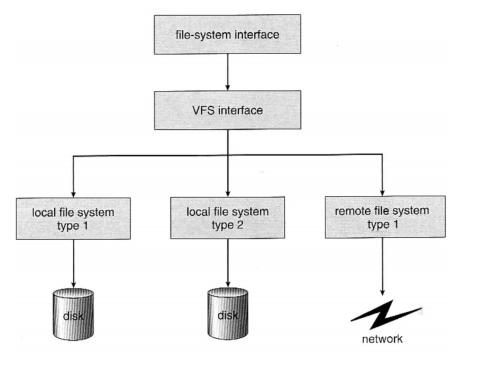 file-system interface
VFS interface
local file system
type 1
local file system
type 2
remote file system
type 1
disk
disk
network